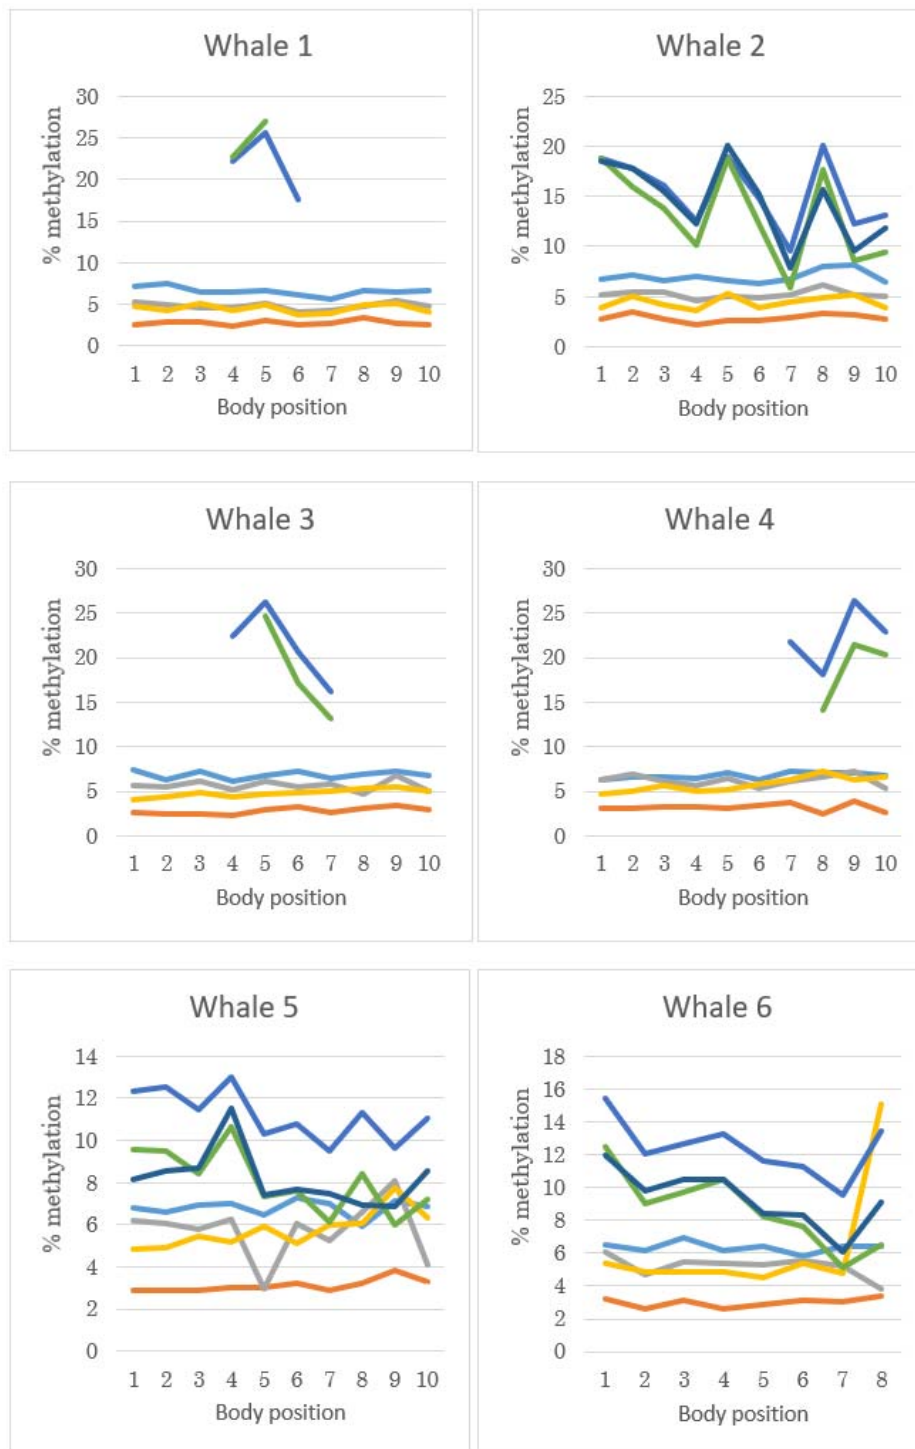 Whale 1
% methylation
30
25
20
15
10
5
0
1 2 3 4 5 6 7 8 9 10
Body position
Whale 2
% methylation
25
20
15
10
5
0
1 2 3 4 5 6 7 8 9 10
Body position
Whale 3
% methylation
30
25
20
15
10
5
0
1 2 3 4 5 6 7 8 9 10
Body position
Whale 4
% methylation
30
25
20
15
10
5
0
1 2 3 4 5 6 7 8 9 10
Body position
Whale 5
% methylation
14
12
10
8
6
4
2
0
1 2 3 4 5 6 7 8 9 10
Body position
Whale 6
% methylation
18
16
14
12
10
8
6
4
2
0
1 2 3 4 5 6 7 8
Body position